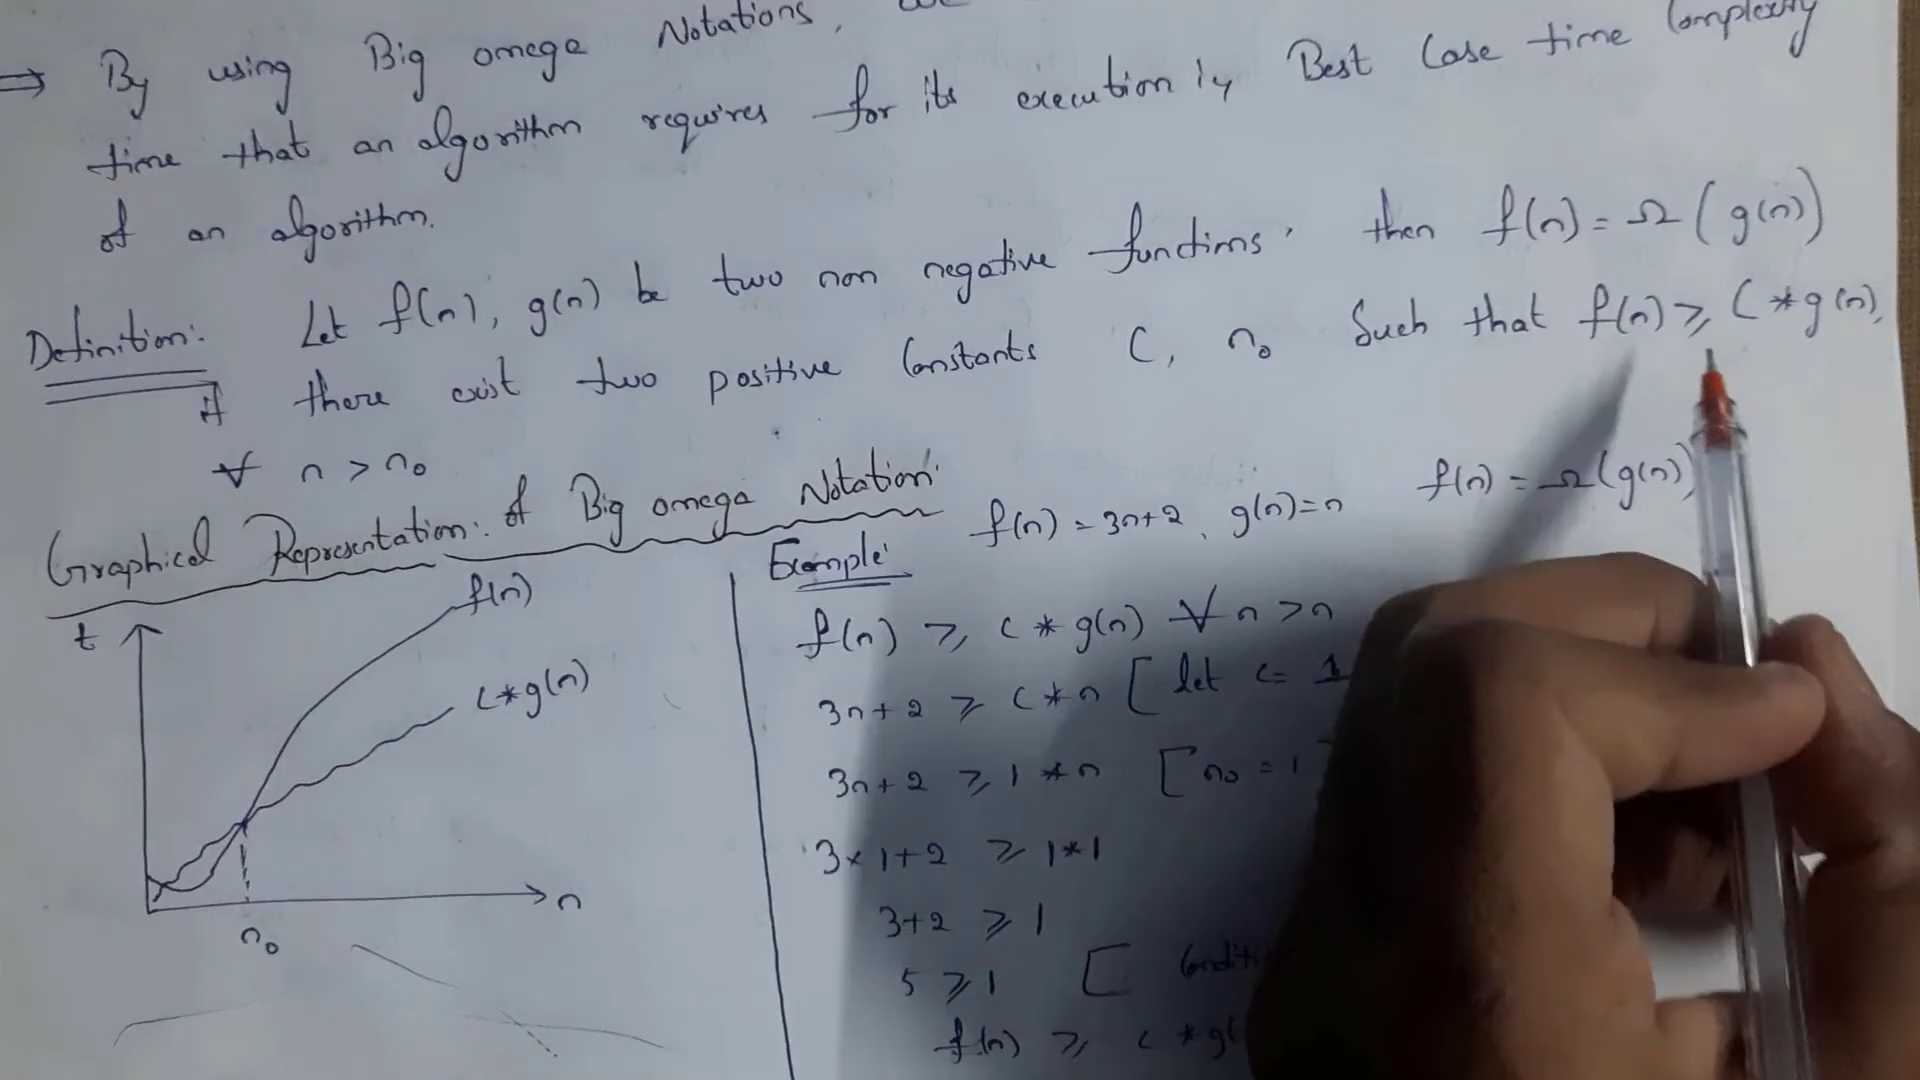 ⇒ By using Big omega Notations,
time that an algorithm requires for its execution iy Best Case time Complexity
of an algorithm.
Definition: Let f(n), g(n) be two non negative functions, then f(n) = Ω (g(n))
if there exist two positive Constants C, n₀ Such that f(n) ≥ C * g(n),
∀ n > n₀
Graphical Representation: of Big omega Notation:
t
f(n)
C*g(n)
n
n₀
Example: f(n) = 3n+2, g(n)=n f(n) = Ω(g(n))
f(n) ≥ C * g(n) ∀ n > n
3n+2 ≥ C * n [ let C = 1
3n+2 ≥ 1 * n [ n₀ = 1
3×1+2 ≥ 1*1
3+2 ≥ 1
5 ≥ 1 [
f(n) ≥ C * g(